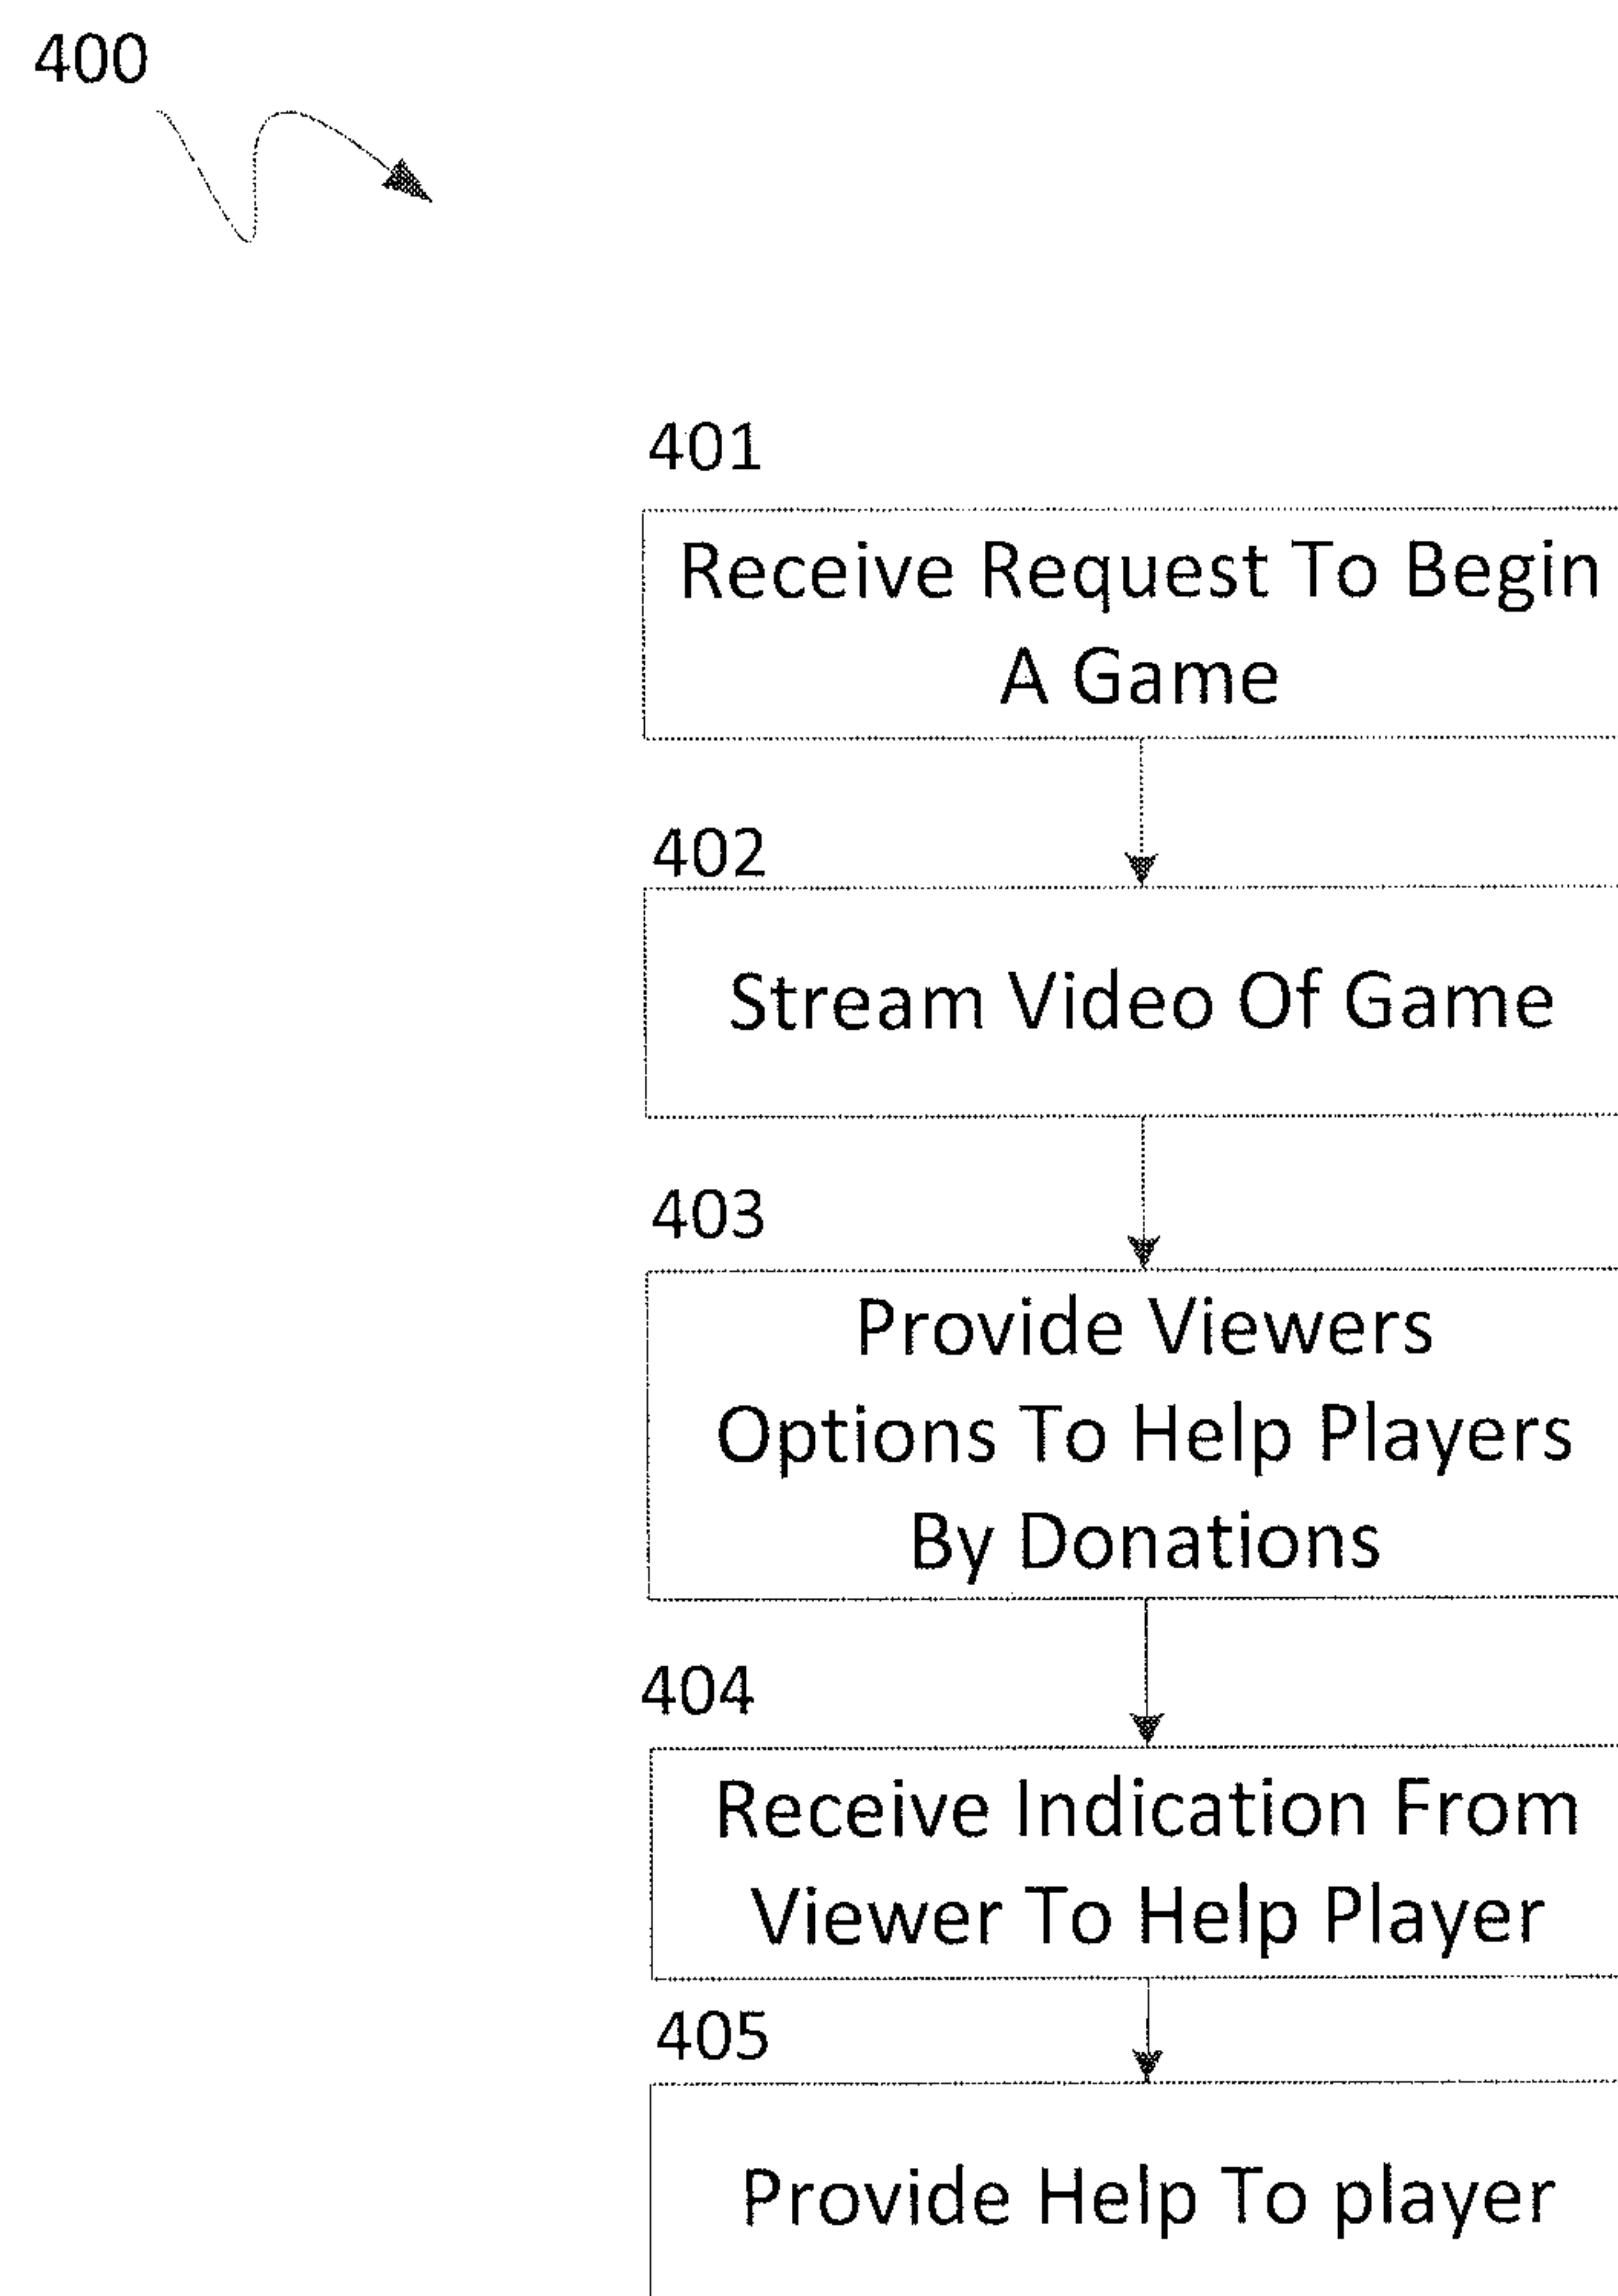 400
401
Receive Request To Begin
A Game
402
Stream Video Of Game
403
Provide Viewers
Options To Help Players
By Donations
404
Receive Indication From
Viewer To Help Player
405
Provide Help To player